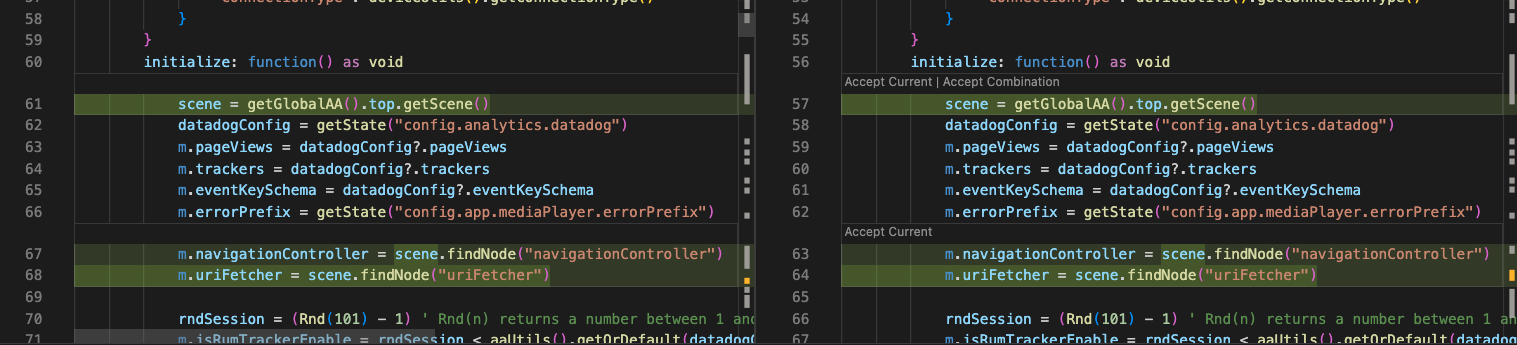 58 }
59 }
60 initialize: function() as void
61 scene = getGlobalAA().top.getScene()
62 datadogConfig = getState("config.analytics.datadog")
63 m.pageViews = datadogConfig?.pageViews
64 m.trackers = datadogConfig?.trackers
65 m.eventKeySchema = datadogConfig?.eventKeySchema
66 m.errorPrefix = getState("config.app.mediaPlayer.errorPrefix")
67 m.navigationController = scene.findNode("navigationController")
68 m.uriFetcher = scene.findNode("uriFetcher")
69
70 rndSession = (Rnd(101) - 1) ' Rnd(n) returns a number between 1 and
71 m.isRumTrackerEnable = rndSession < aaUtils().getOrDefault(datadog
54 }
55 }
56 initialize: function() as void
Accept Current | Accept Combination
57 scene = getGlobalAA().top.getScene()
58 datadogConfig = getState("config.analytics.datadog")
59 m.pageViews = datadogConfig?.pageViews
60 m.trackers = datadogConfig?.trackers
61 m.eventKeySchema = datadogConfig?.eventKeySchema
62 m.errorPrefix = getState("config.app.mediaPlayer.errorPrefix")
Accept Current
63 m.navigationController = scene.findNode("navigationController")
64 m.uriFetcher = scene.findNode("uriFetcher")
65
66 rndSession = (Rnd(101) - 1) ' Rnd(n) returns a number between 1 an
67 m.isRumTrackerEnable = rndSession < aaUtils().getOrDefault(datadog